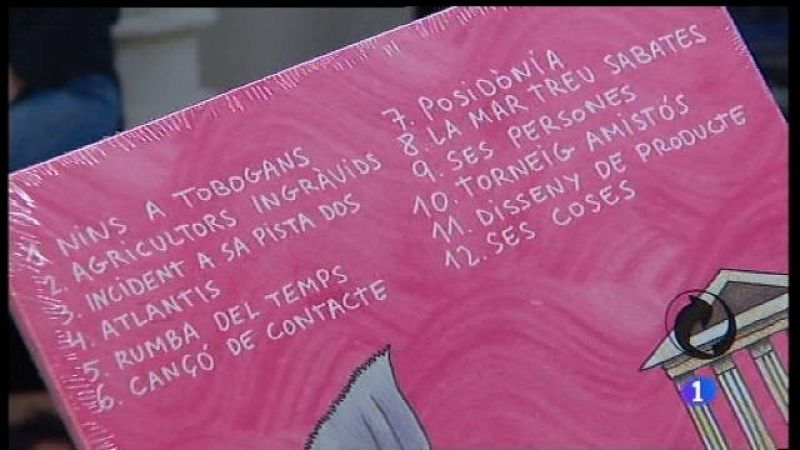 1. NINS A TOBOGANS
2. AGRICULTORS INGRÀVIDS
3. INCIDENT A SA PISTA DOS
4. ATLANTIS
5. RUMBA DEL TEMPS
6. CANÇÓ DE CONTACTE
7. POSIDÒNIA
8. LA MAR TREU SABATES
9. SES PERSONES
10. TORNEIG AMISTÓS
11. DISSENY DE PRODUCTE
12. SES COSES
1